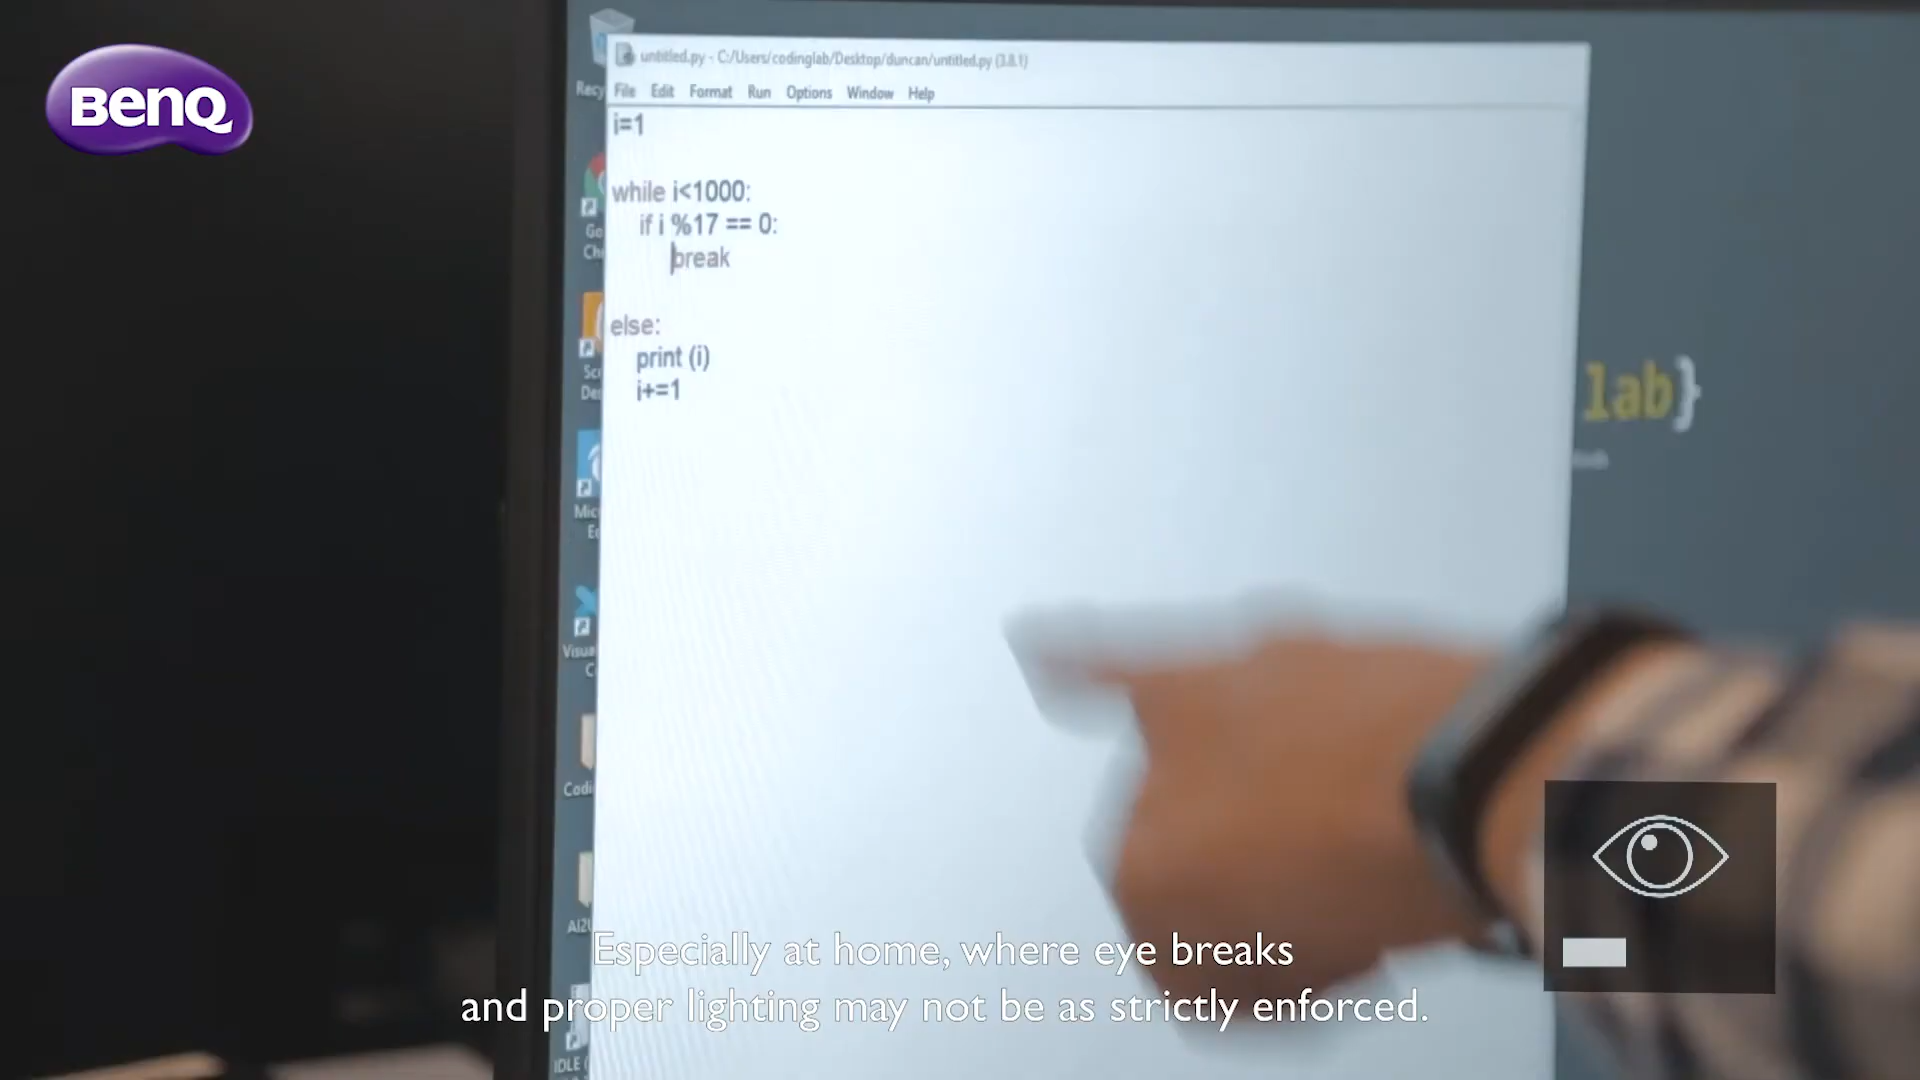 BenQ
untitled.py - C:/Users/codinglab/Desktop/duncan/untitled.py (3.8.1)
File Edit Format Run Options Window Help
i=1
while i<1000:
if i %17 == 0:
break
else:
print (i)
i+=1
lab}
Especially at home, where eye breaks
and proper lighting may not be as strictly enforced.
IDLE